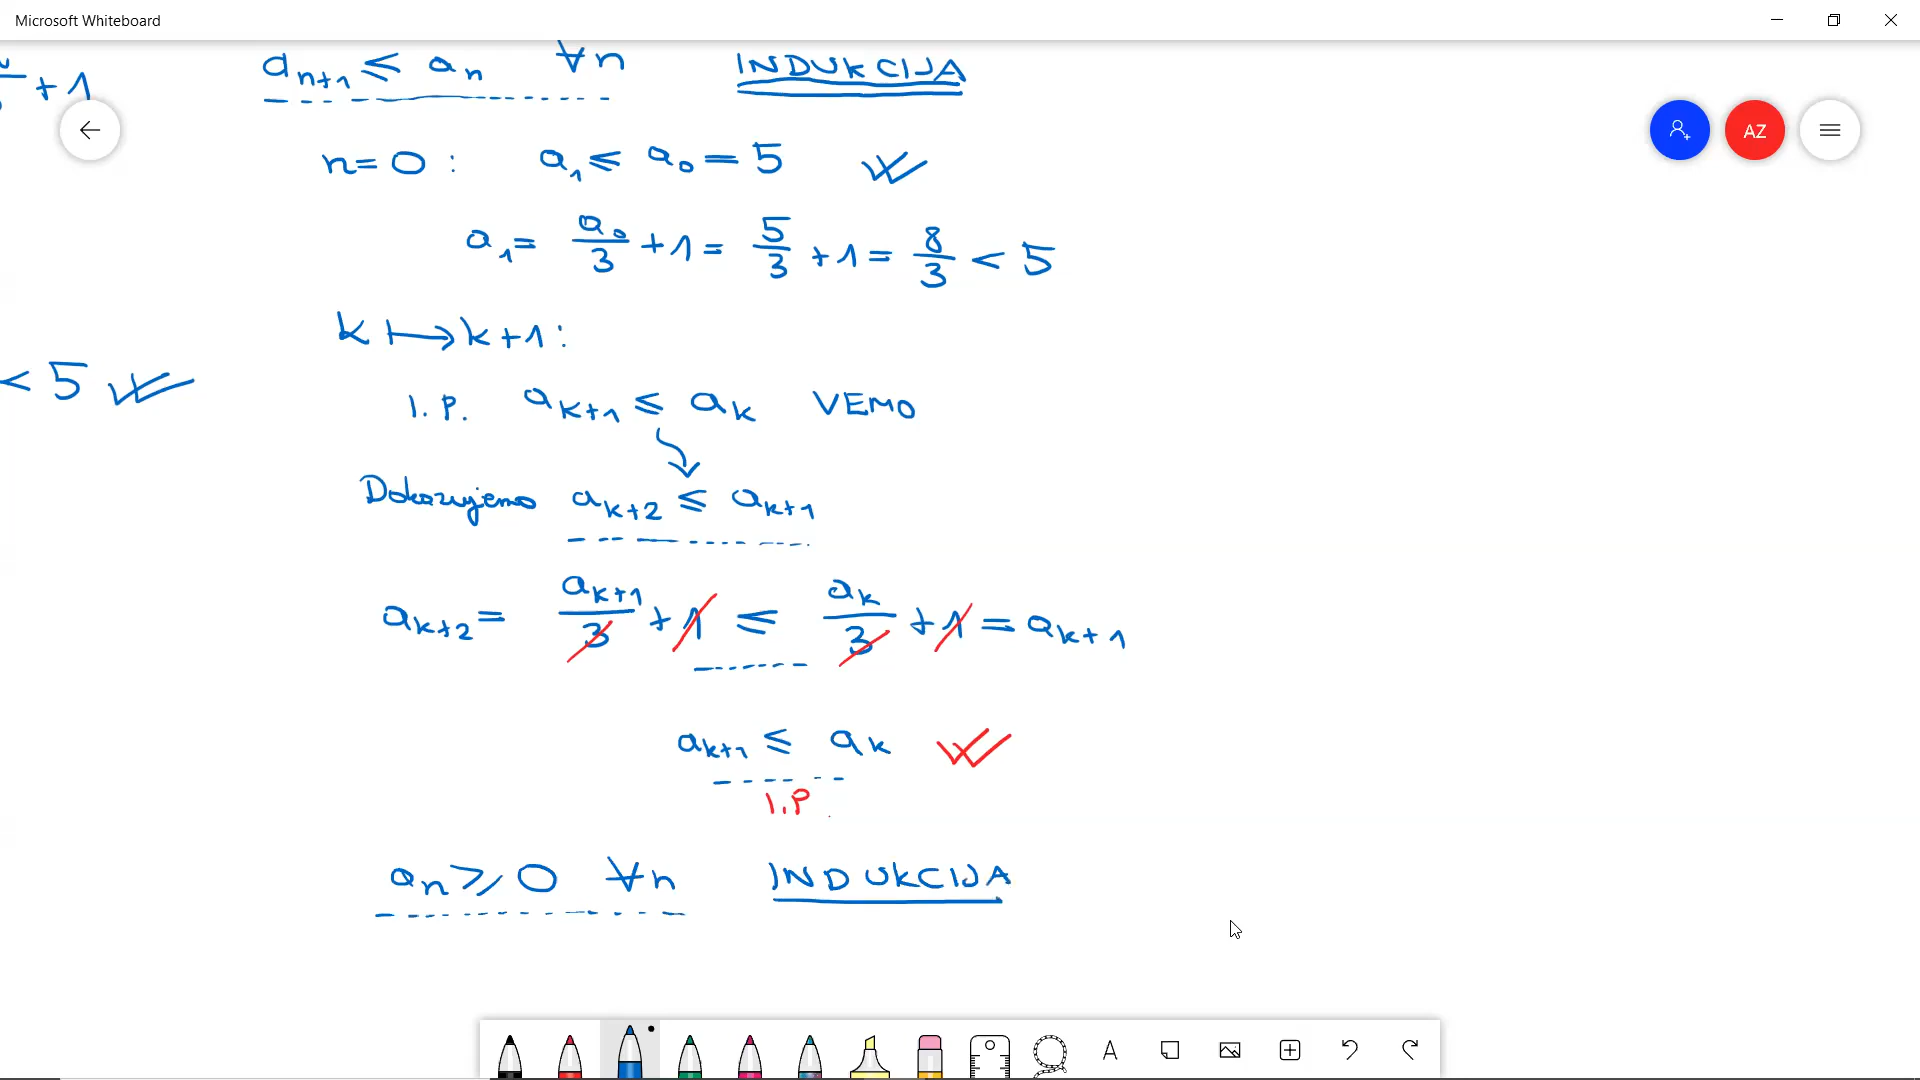 Microsoft Whiteboard
+ 1
a_{n+1} ≤ a_n ∀n INDUKCIJA
AZ
n = 0 : a_1 ≤ a_0 = 5
a_1 = a_0/3 + 1 = 5/3 + 1 = 8/3 < 5
k ⟼ k+1 :
< 5
I.P. a_{k+1} ≤ a_k VEMO
Dokazujemo a_{k+2} ≤ a_{k+1}
a_{k+2} = a_{k+1}/3 + 1 ≤ a_k/3 + 1 = a_{k+1}
a_{k+1} ≤ a_k
I.P.
a_n ≥ 0 ∀n INDUKCIJA